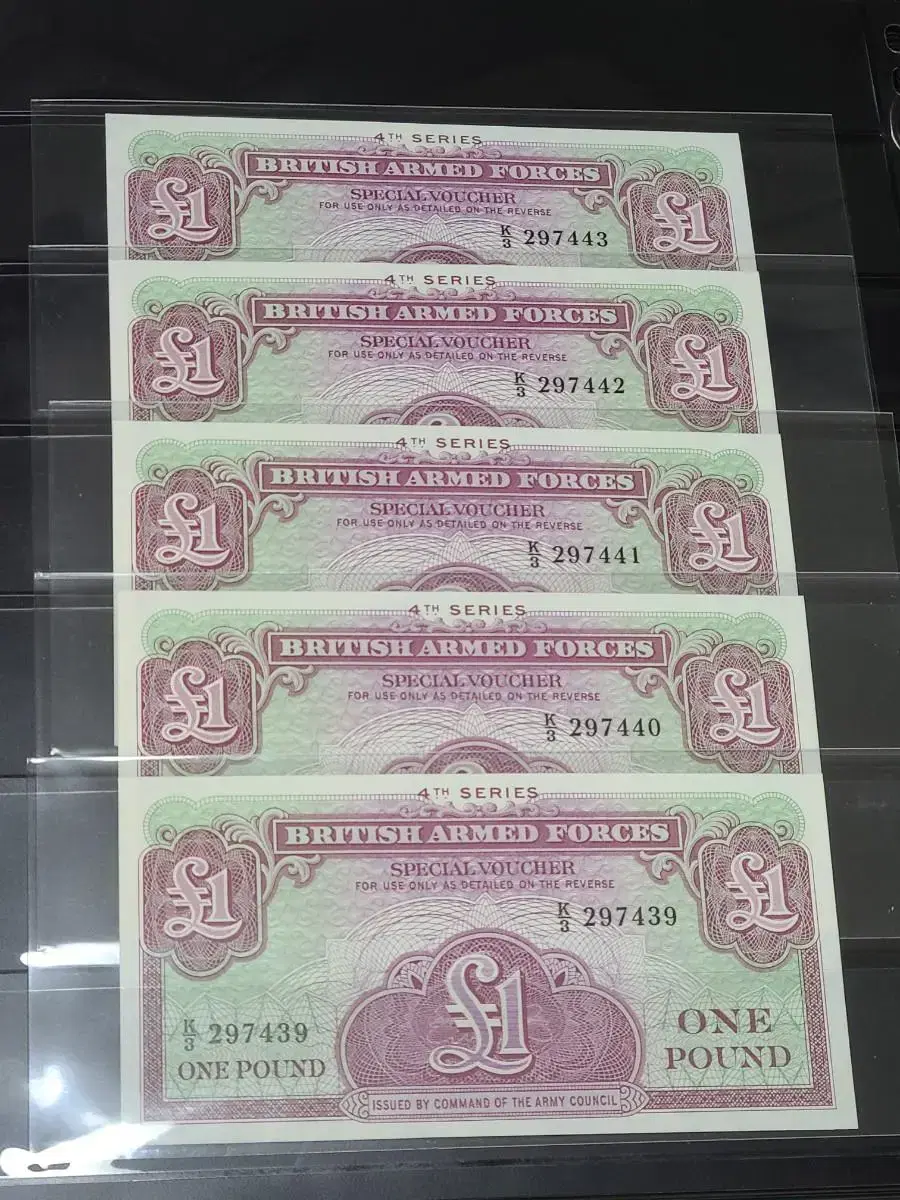 4TH SERIES
BRITISH ARMED FORCES
£1 SPECIAL VOUCHER £1
FOR USE ONLY AS DETAILED ON THE REVERSE
K/3 297443
4TH SERIES
BRITISH ARMED FORCES
£1 SPECIAL VOUCHER £1
FOR USE ONLY AS DETAILED ON THE REVERSE
K/3 297442
4TH SERIES
BRITISH ARMED FORCES
£1 SPECIAL VOUCHER £1
FOR USE ONLY AS DETAILED ON THE REVERSE
K/3 297441
4TH SERIES
BRITISH ARMED FORCES
£1 SPECIAL VOUCHER £1
FOR USE ONLY AS DETAILED ON THE REVERSE
K/3 297440
4TH SERIES
BRITISH ARMED FORCES
£1 SPECIAL VOUCHER £1
FOR USE ONLY AS DETAILED ON THE REVERSE
K/3 297439
£1
K/3 297439
ONE POUND
ONE
POUND
ISSUED BY COMMAND OF THE ARMY COUNCIL